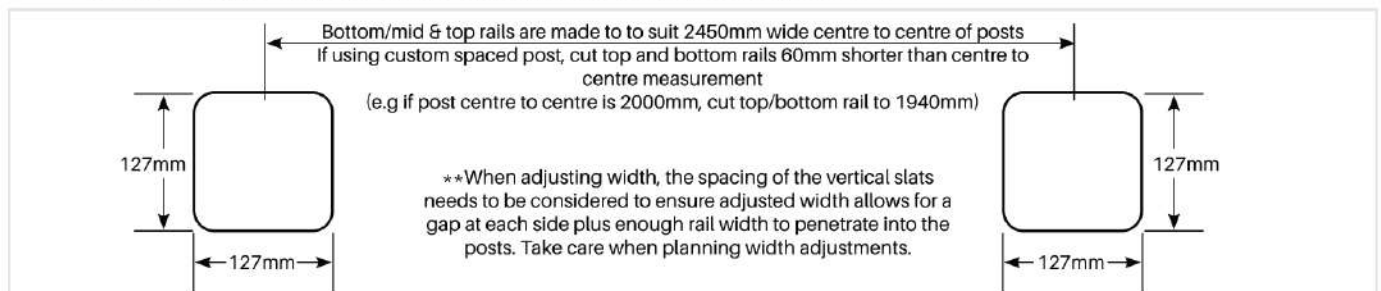 Bottom/mid & top rails are made to to suit 2450mm wide centre to centre of posts
If using custom spaced post, cut top and bottom rails 60mm shorter than centre to
centre measurement
(e.g if post centre to centre is 2000mm, cut top/bottom rail to 1940mm)
127mm
127mm
**When adjusting width, the spacing of the vertical slats
needs to be considered to ensure adjusted width allows for a
gap at each side plus enough rail width to penetrate into the
posts. Take care when planning width adjustments.
127mm
127mm